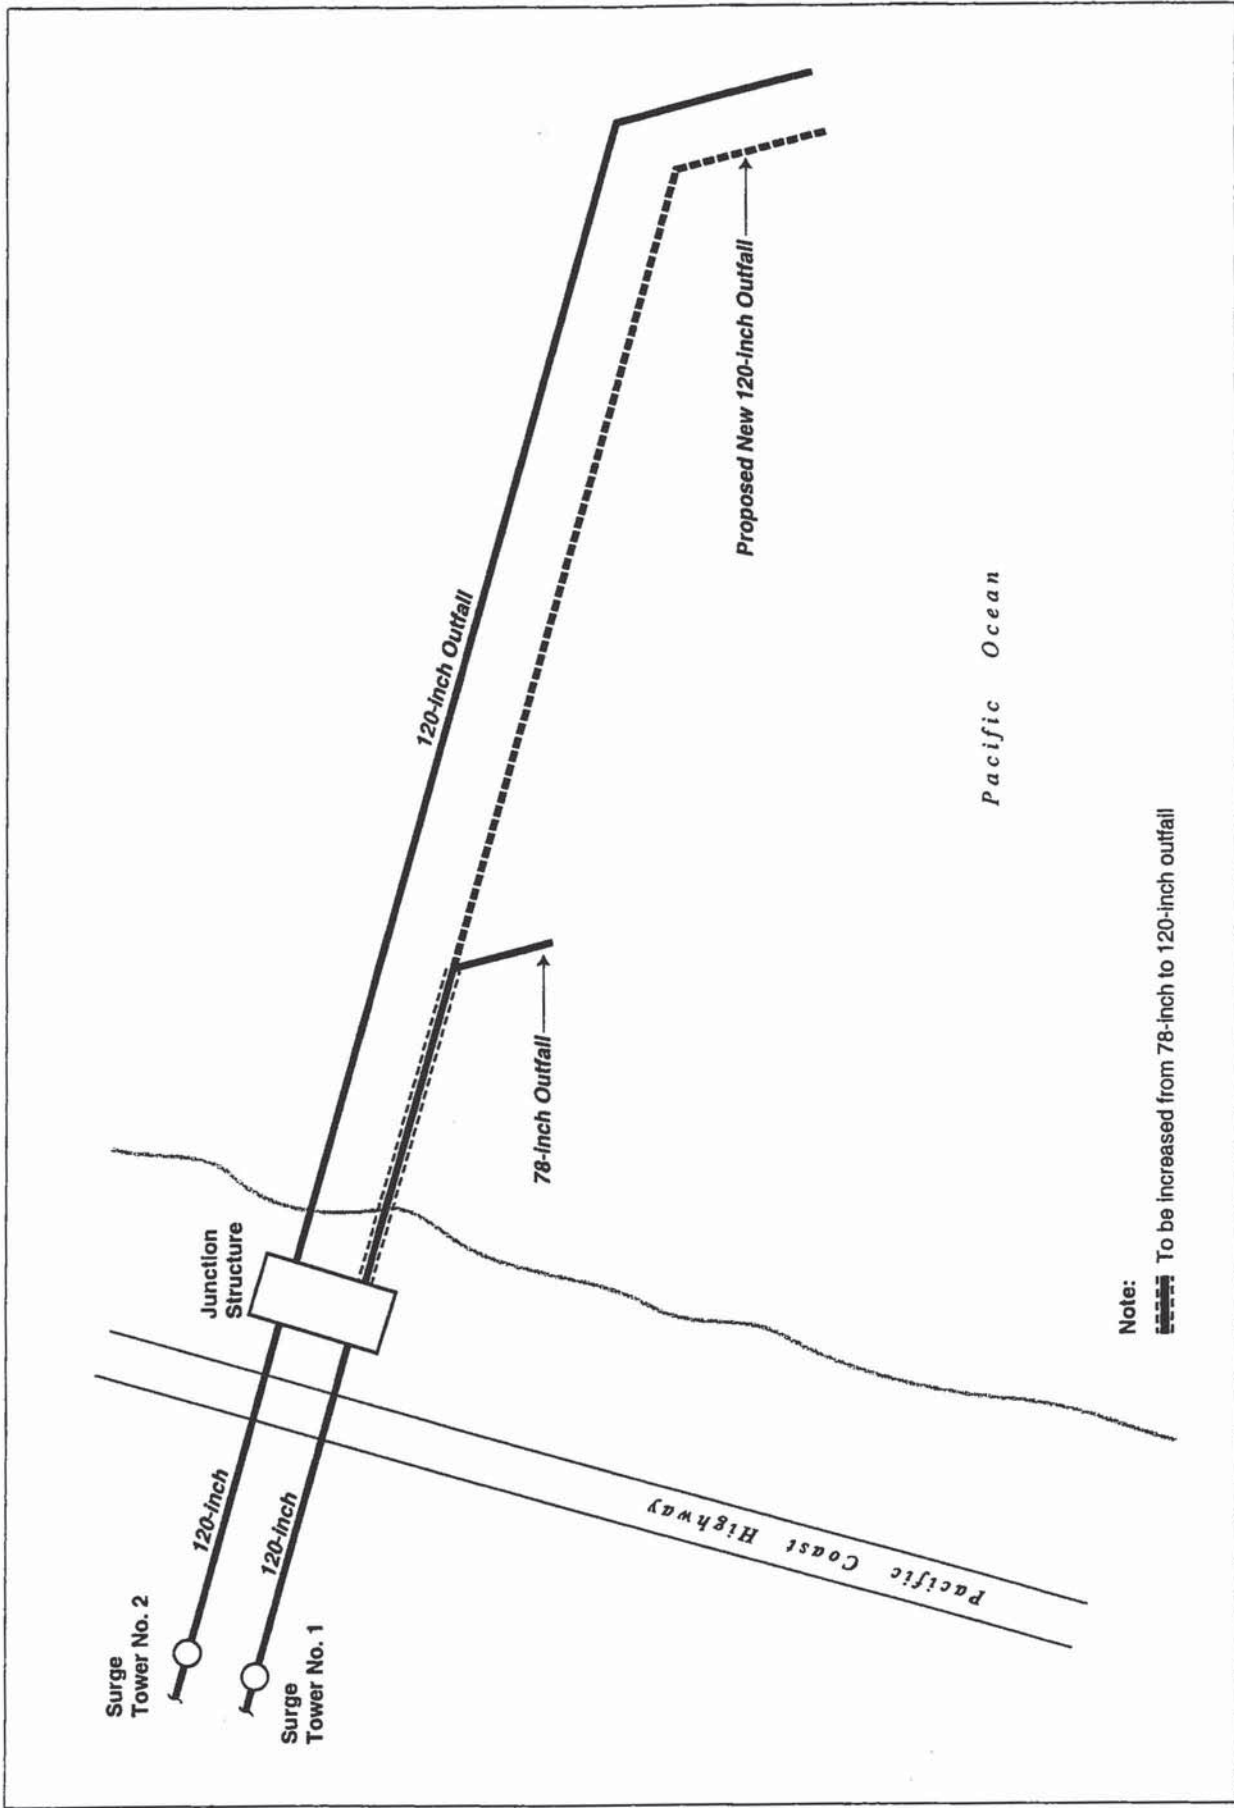 Surge
Tower No. 2
Surge
Tower No. 1
120-inch
120-inch
Junction
Structure
Pacific Coast Highway
120-inch Outfall
78-inch Outfall
Proposed New 120-inch Outfall
Pacific Ocean
Note:
To be increased from 78-inch to 120-inch outfall